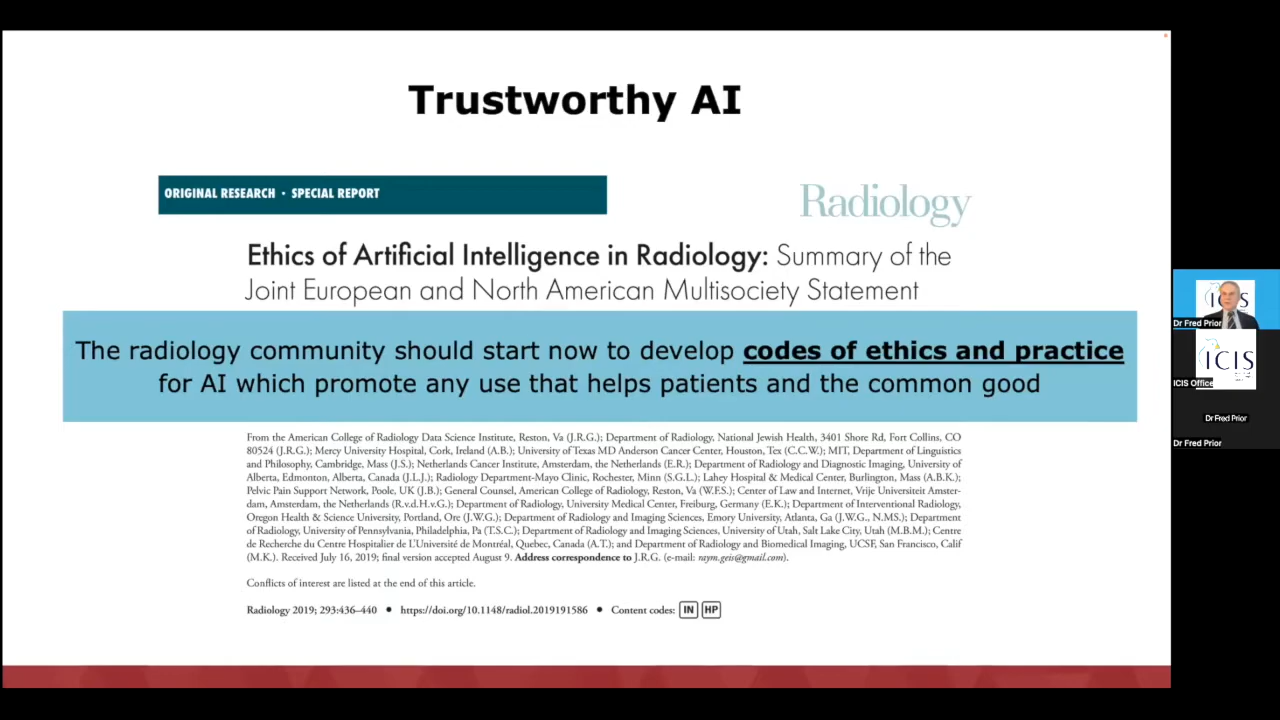 Trustworthy AI
ORIGINAL RESEARCH · SPECIAL REPORT
Radiology
Ethics of Artificial Intelligence in Radiology: Summary of the
Joint European and North American Multisociety Statement
The radiology community should start now to develop codes of ethics and practice
for AI which promote any use that helps patients and the common good
From the American College of Radiology Data Science Institute, Reston, Va (J.R.G.); Department of Radiology, National Jewish Health, 3401 Shore Rd, Fort Collins, CO
80524 (J.R.G.); Mercy University Hospital, Cork, Ireland (A.B.); University of Texas MD Anderson Cancer Center, Houston, Tex (C.C.W.); MIT, Department of Linguistics
and Philosophy, Cambridge, Mass (J.S.); Netherlands Cancer Institute, Amsterdam, the Netherlands (E.R.); Department of Radiology and Diagnostic Imaging, University of
Alberta, Edmonton, Alberta, Canada (J.L.J.); Radiology Department-Mayo Clinic, Rochester, Minn (S.G.L.); Lahey Hospital & Medical Center, Burlington, Mass (A.B.K.);
Pelvic Pain Support Network, Poole, UK (J.B.); General Counsel, American College of Radiology, Reston, Va (W.F.S.); Center of Law and Internet, Vrije Universiteit Amster-
dam, Amsterdam, the Netherlands (R.v.d.H.v.G.); Department of Radiology, University Medical Center, Freiburg, Germany (E.K.); Department of Interventional Radiology,
Oregon Health & Science University, Portland, Ore (J.W.G.); Department of Radiology and Imaging Sciences, Emory University, Atlanta, Ga (J.W.G., N.M.S.); Department
of Radiology, University of Pennsylvania, Philadelphia, Pa (T.S.C.); Department of Radiology and Imaging Sciences, University of Utah, Salt Lake City, Utah (M.B.M.); Centre
de Recherche du Centre Hospitalier de L'Université de Montréal, Quebec, Canada (A.T.); and Department of Radiology and Biomedical Imaging, UCSF, San Francisco, Calif
(M.K.). Received July 16, 2019; final version accepted August 9. Address correspondence to J.R.G. (e-mail: raym.geis@gmail.com).
Conflicts of interest are listed at the end of this article.
Radiology 2019; 293:436–440 • https://doi.org/10.1148/radiol.2019191586 • Content codes: IN HP
Dr Fred Prior
ICIS
ICIS Office
Dr Fred Prior
Dr Fred Prior